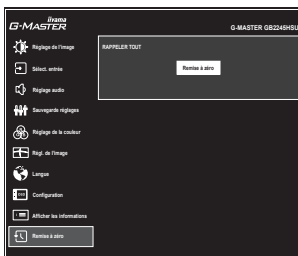 iiyama
G-MASTER
G-MASTER GB2245HSU
Réglage de l'image
RAPPELER TOUT
Remise à zéro
Sélect. entrée
Réglage audio
Sauvegarde réglages
Réglage de la couleur
Régl. de l'image
Langue
OSD
Configuration
Afficher les informations
Remise à zéro